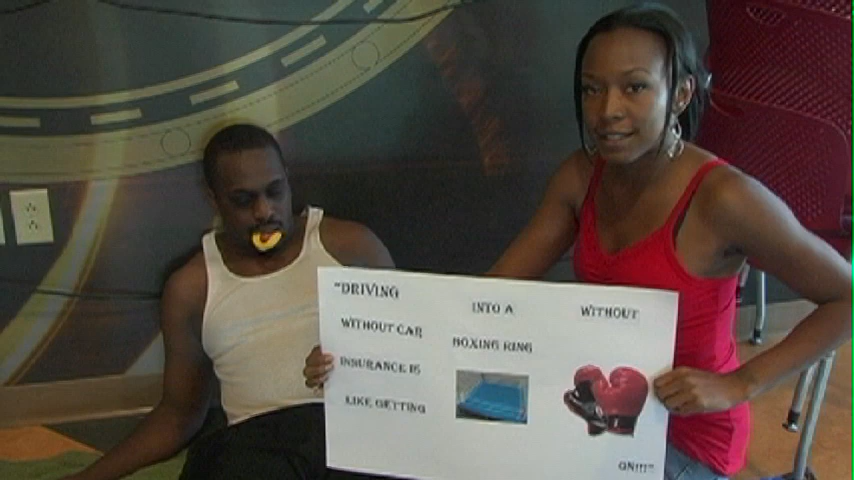 "DRIVING
WITHOUT CAR
INSURANCE IS
LIKE GETTING
INTO A
BOXING RING
WITHOUT
ON!!!"